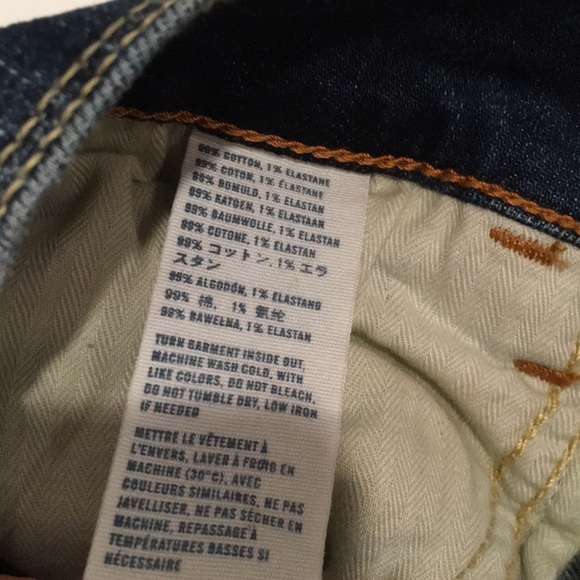 99% COTTON, 1% ELASTANE
99% COTON, 1% ÉLASTANE
99% BOMULD, 1% ELASTAN
99% KATOEN, 1% ELASTAAN
99% BAUMWOLLE, 1% ELASTAN
99% COTONE, 1% ELASTAN
99% コットン, 1% エラ
スタン
99% ALGODÓN, 1% ELASTANO
99% 棉, 1% 氨纶
99% BAWEŁNA, 1% ELASTAN
TURN GARMENT INSIDE OUT,
MACHINE WASH COLD, WITH
LIKE COLORS, DO NOT BLEACH,
DO NOT TUMBLE DRY, LOW IRON
IF NEEDED
METTRE LE VÊTEMENT À
L'ENVERS, LAVER À FROID EN
MACHINE (30°C), AVEC
COULEURS SIMILAIRES, NE PAS
JAVELLISER, NE PAS SÉCHER EN
MACHINE, REPASSAGE À
TEMPÉRATURES BASSES SI
NÉCESSAIRE